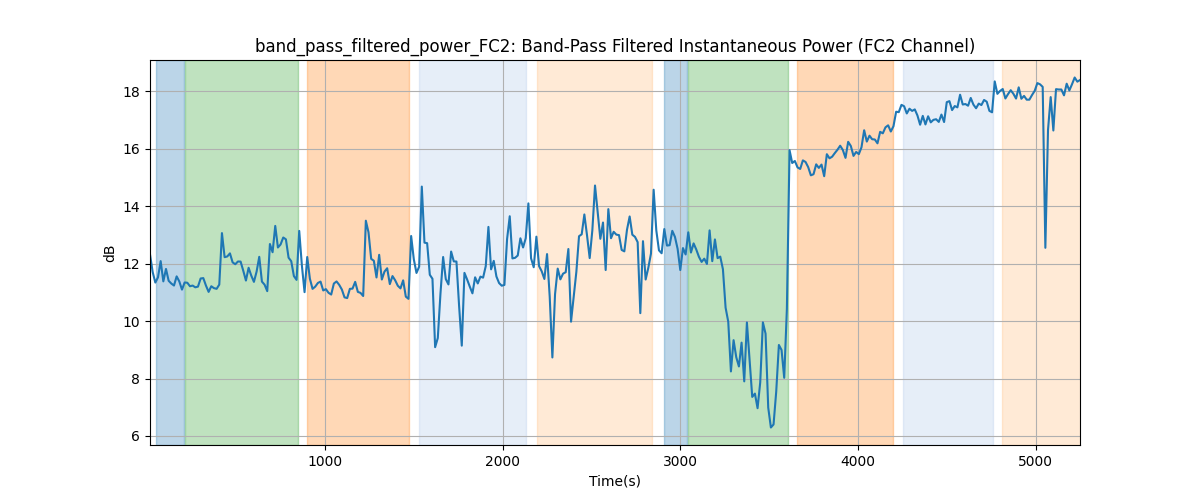 band_pass_filtered_power_FC2: Band-Pass Filtered Instantaneous Power (FC2 Channel)
18
16
14
12
10
8
6
dB
1000 2000 3000 4000 5000
Time(s)